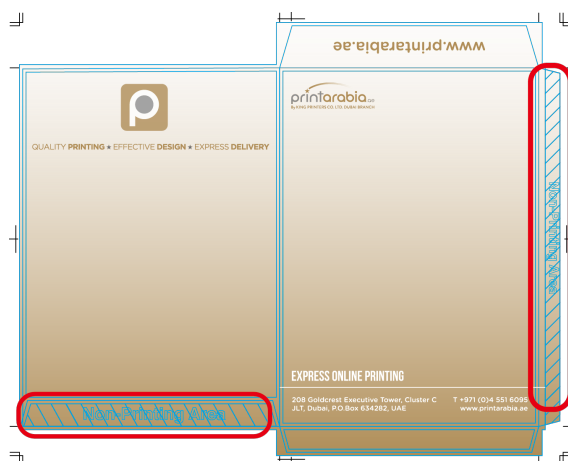 www.printarabia.ae
printarabia.ae
By KING PRINTERS CO, LTD DUBAI BRANCH
QUALITY PRINTING ★ EFFECTIVE DESIGN ★ EXPRESS DELIVERY
Non-Printing Area
EXPRESS ONLINE PRINTING
208 Goldcrest Executive Tower, Cluster C
JLT, Dubai, P.O.Box 634282, UAE
T +971 (0)4 551 6095
www.printarabia.ae
Non-Printing Area